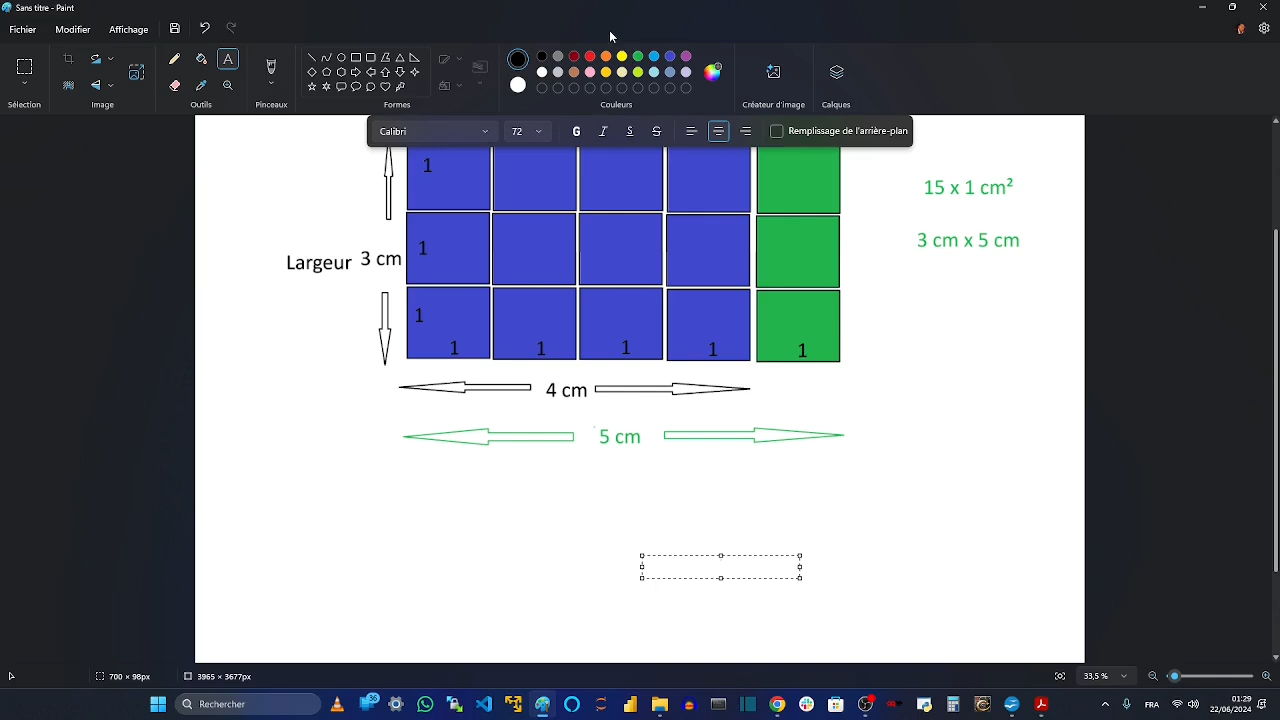 Sans titre - Paint
Fichier Modifier Affichage
Sélection Image Outils Pinceaux Formes Couleurs Créateur d'image Calques
Calibri 72 G I S S Remplissage de l'arrière-plan
1
15 x 1 cm²
3 cm x 5 cm
Largeur 3 cm 1
1
1 1 1 1 1
4 cm
5 cm
700 × 98px 3965 × 3677px
Rechercher 36 FRA 01:29
22/06/2024